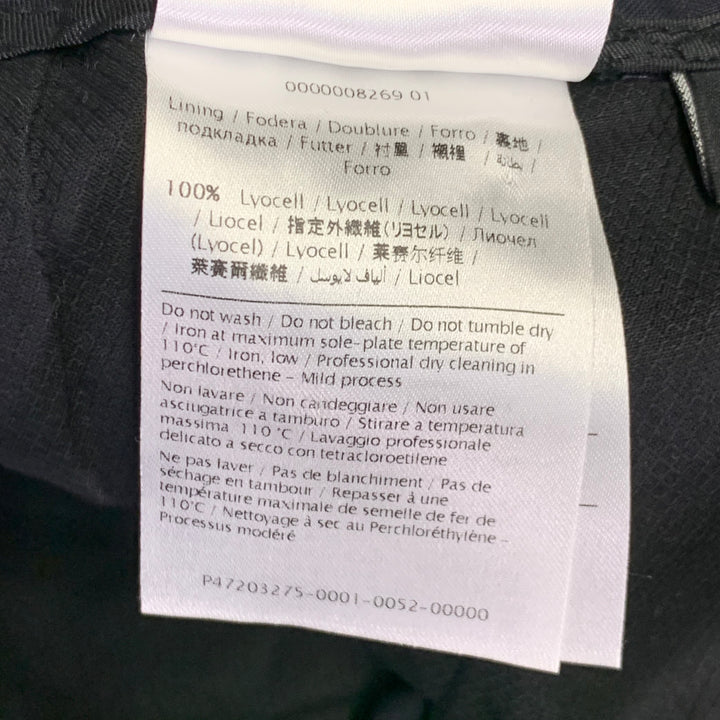 0000008269 01
Lining / Fodera / Doublure / Forro / 裏地 /
подкладка / Futter / 衬里 / 襯裡 / بطانة /
Forro
100% Lyocell / Lyocell / Lyocell / Lyocell
/ Liocel / 指定外繊維(リヨセル) / Лиочел
(Lyocel) / Lyocell / 莱赛尔纤维 /
萊賽爾纖維 / ألياف لايوسل / Liocel
Do not wash / Do not bleach / Do not tumble dry
/ Iron at maximum sole-plate temperature of
110°C / Iron, low / Professional dry cleaning in
perchlorethene - Mild process
Non lavare / Non candeggiare / Non usare
asciugatrice a tamburo / Stirare a temperatura
massima 110 °C / Lavaggio professionale
delicato a secco con tetracloroetilene
Ne pas laver / Pas de blanchiment / Pas de
séchage en tambour / Repasser à une
température maximale de semelle de fer de
110°C / Nettoyage à sec au Perchloréthylène -
Processus modéré
P47203275-0001-0052-00000